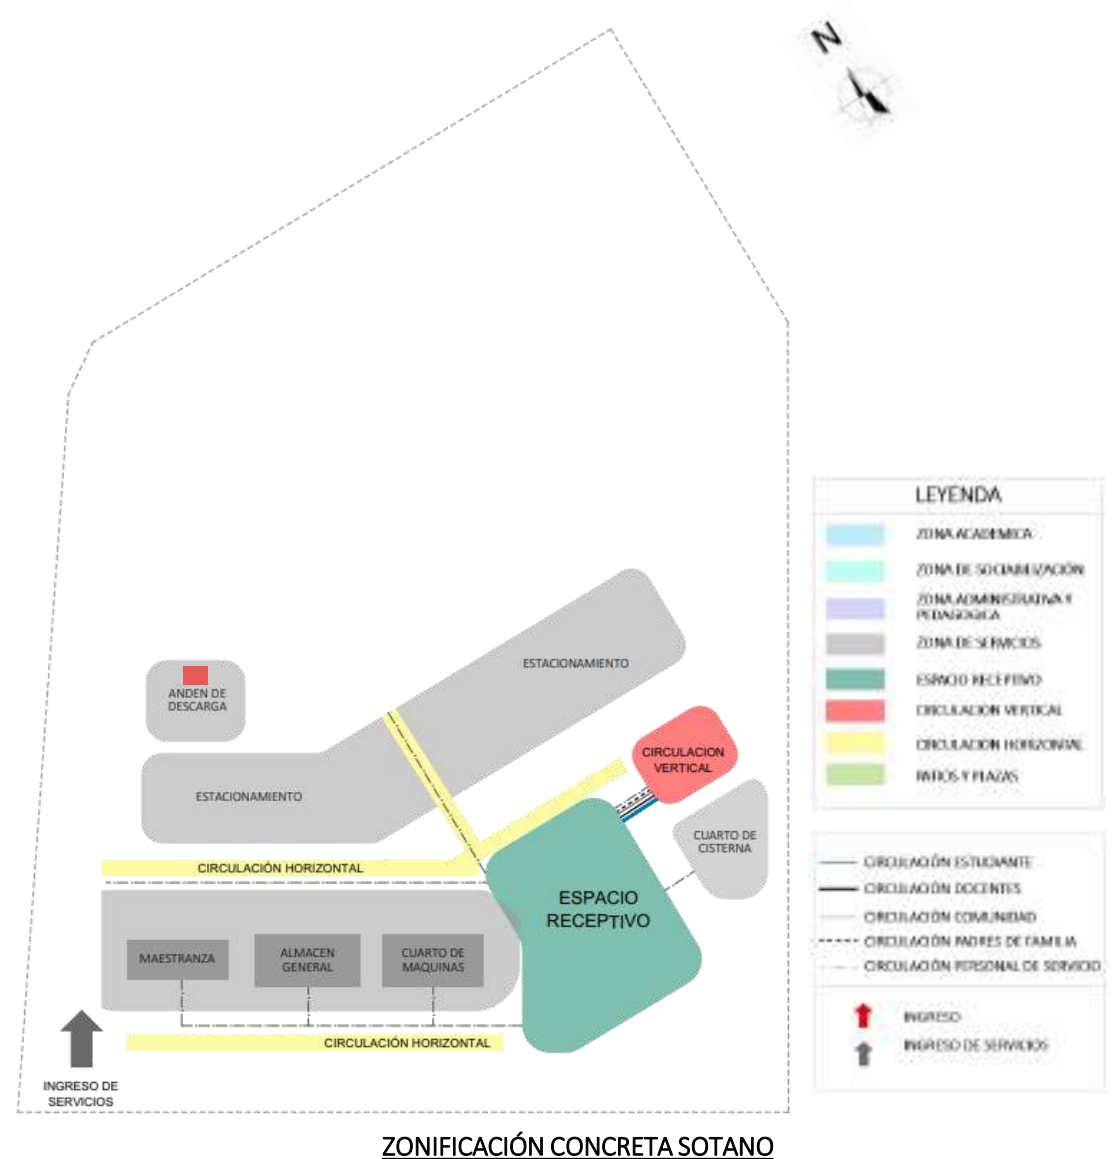 N
LEYENDA
ZONA ACADEMICA
ZONA DE SOCIABILIZACIÓN
ZONA ADMINISTRATIVA Y
PEDAGOGICA
ZONA DE SERVICIOS
ESPACIO RECEPTIVO
CIRCULACION VERTICAL
CIRCULACION HORIZONTAL
PATIOS Y PLAZAS
ESTACIONAMIENTO
ANDEN DE
DESCARGA
CIRCULACION
VERTICAL
ESTACIONAMIENTO
CUARTO DE
CISTERNA
CIRCULACIÓN HORIZONTAL
ESPACIO
RECEPTIVO
MAESTRANZA
ALMACEN
GENERAL
CUARTO DE
MAQUINAS
CIRCULACIÓN HORIZONTAL
INGRESO DE
SERVICIOS
CIRCULACIÓN ESTUDIANTE
CIRCULACIÓN DOCENTES
CIRCULACIÓN COMUNIDAD
CIRCULACIÓN PADRES DE FAMILIA
CIRCULACIÓN PERSONAL DE SERVICIO
INGRESO
INGRESO DE SERVICIOS
ZONIFICACIÓN CONCRETA SOTANO